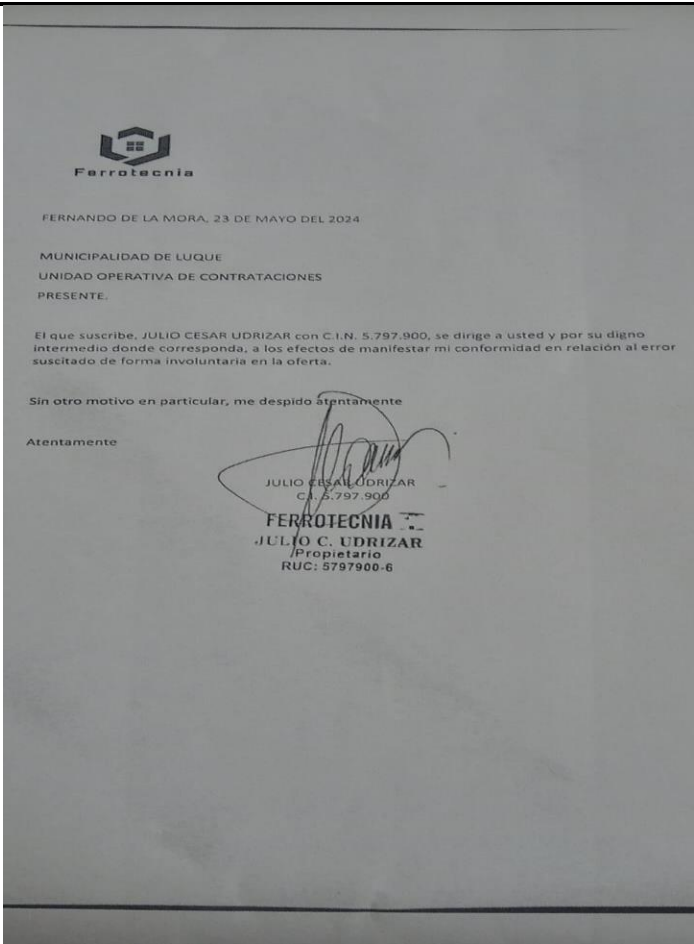 Ferrotecnia
FERNANDO DE LA MORA, 23 DE MAYO DEL 2024
MUNICIPALIDAD DE LUQUE
UNIDAD OPERATIVA DE CONTRATACIONES
PRESENTE.
El que suscribe, JULIO CESAR UDRIZAR con C.I.N. 5.797.900, se dirige a usted y por su digno
intermedio donde corresponda, a los efectos de manifestar mi conformidad en relación al error
suscitado de forma involuntaria en la oferta.
Sin otro motivo en particular, me despido atentamente
Atentamente
JULIO CESAR UDRIZAR
C.I. 5.797.900
FERROTECNIA
JULIO C. UDRIZAR
Propietario
RUC: 5797900-6